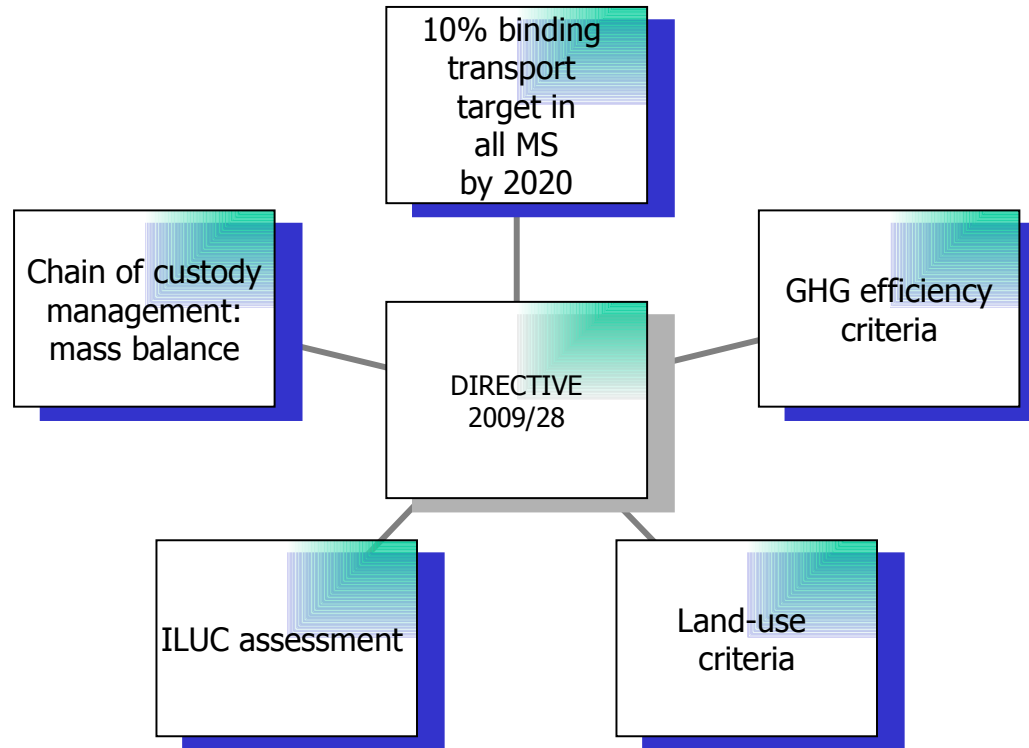 10% binding
transport
target in
all MS
by 2020
Chain of custody
management:
mass balance
GHG efficiency
criteria
DIRECTIVE
2009/28
ILUC assessment
Land-use
criteria